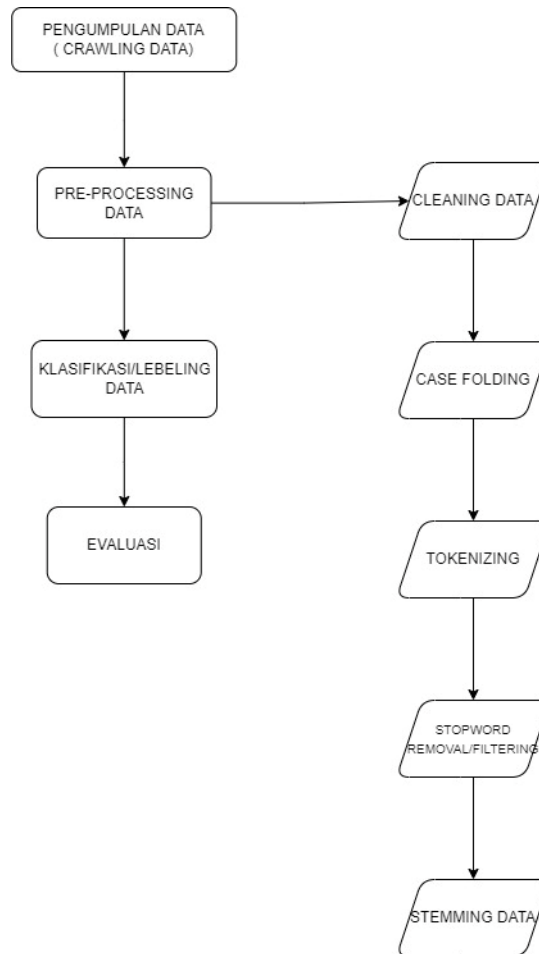 PENGUMPULAN DATA
( CRAWLING DATA)
PRE-PROCESSING
DATA
CLEANING DATA
KLASIFIKASI/LEBELING
DATA
CASE FOLDING
EVALUASI
TOKENIZING
STOPWORD
REMOVAL/FILTERING
STEMMING DATA